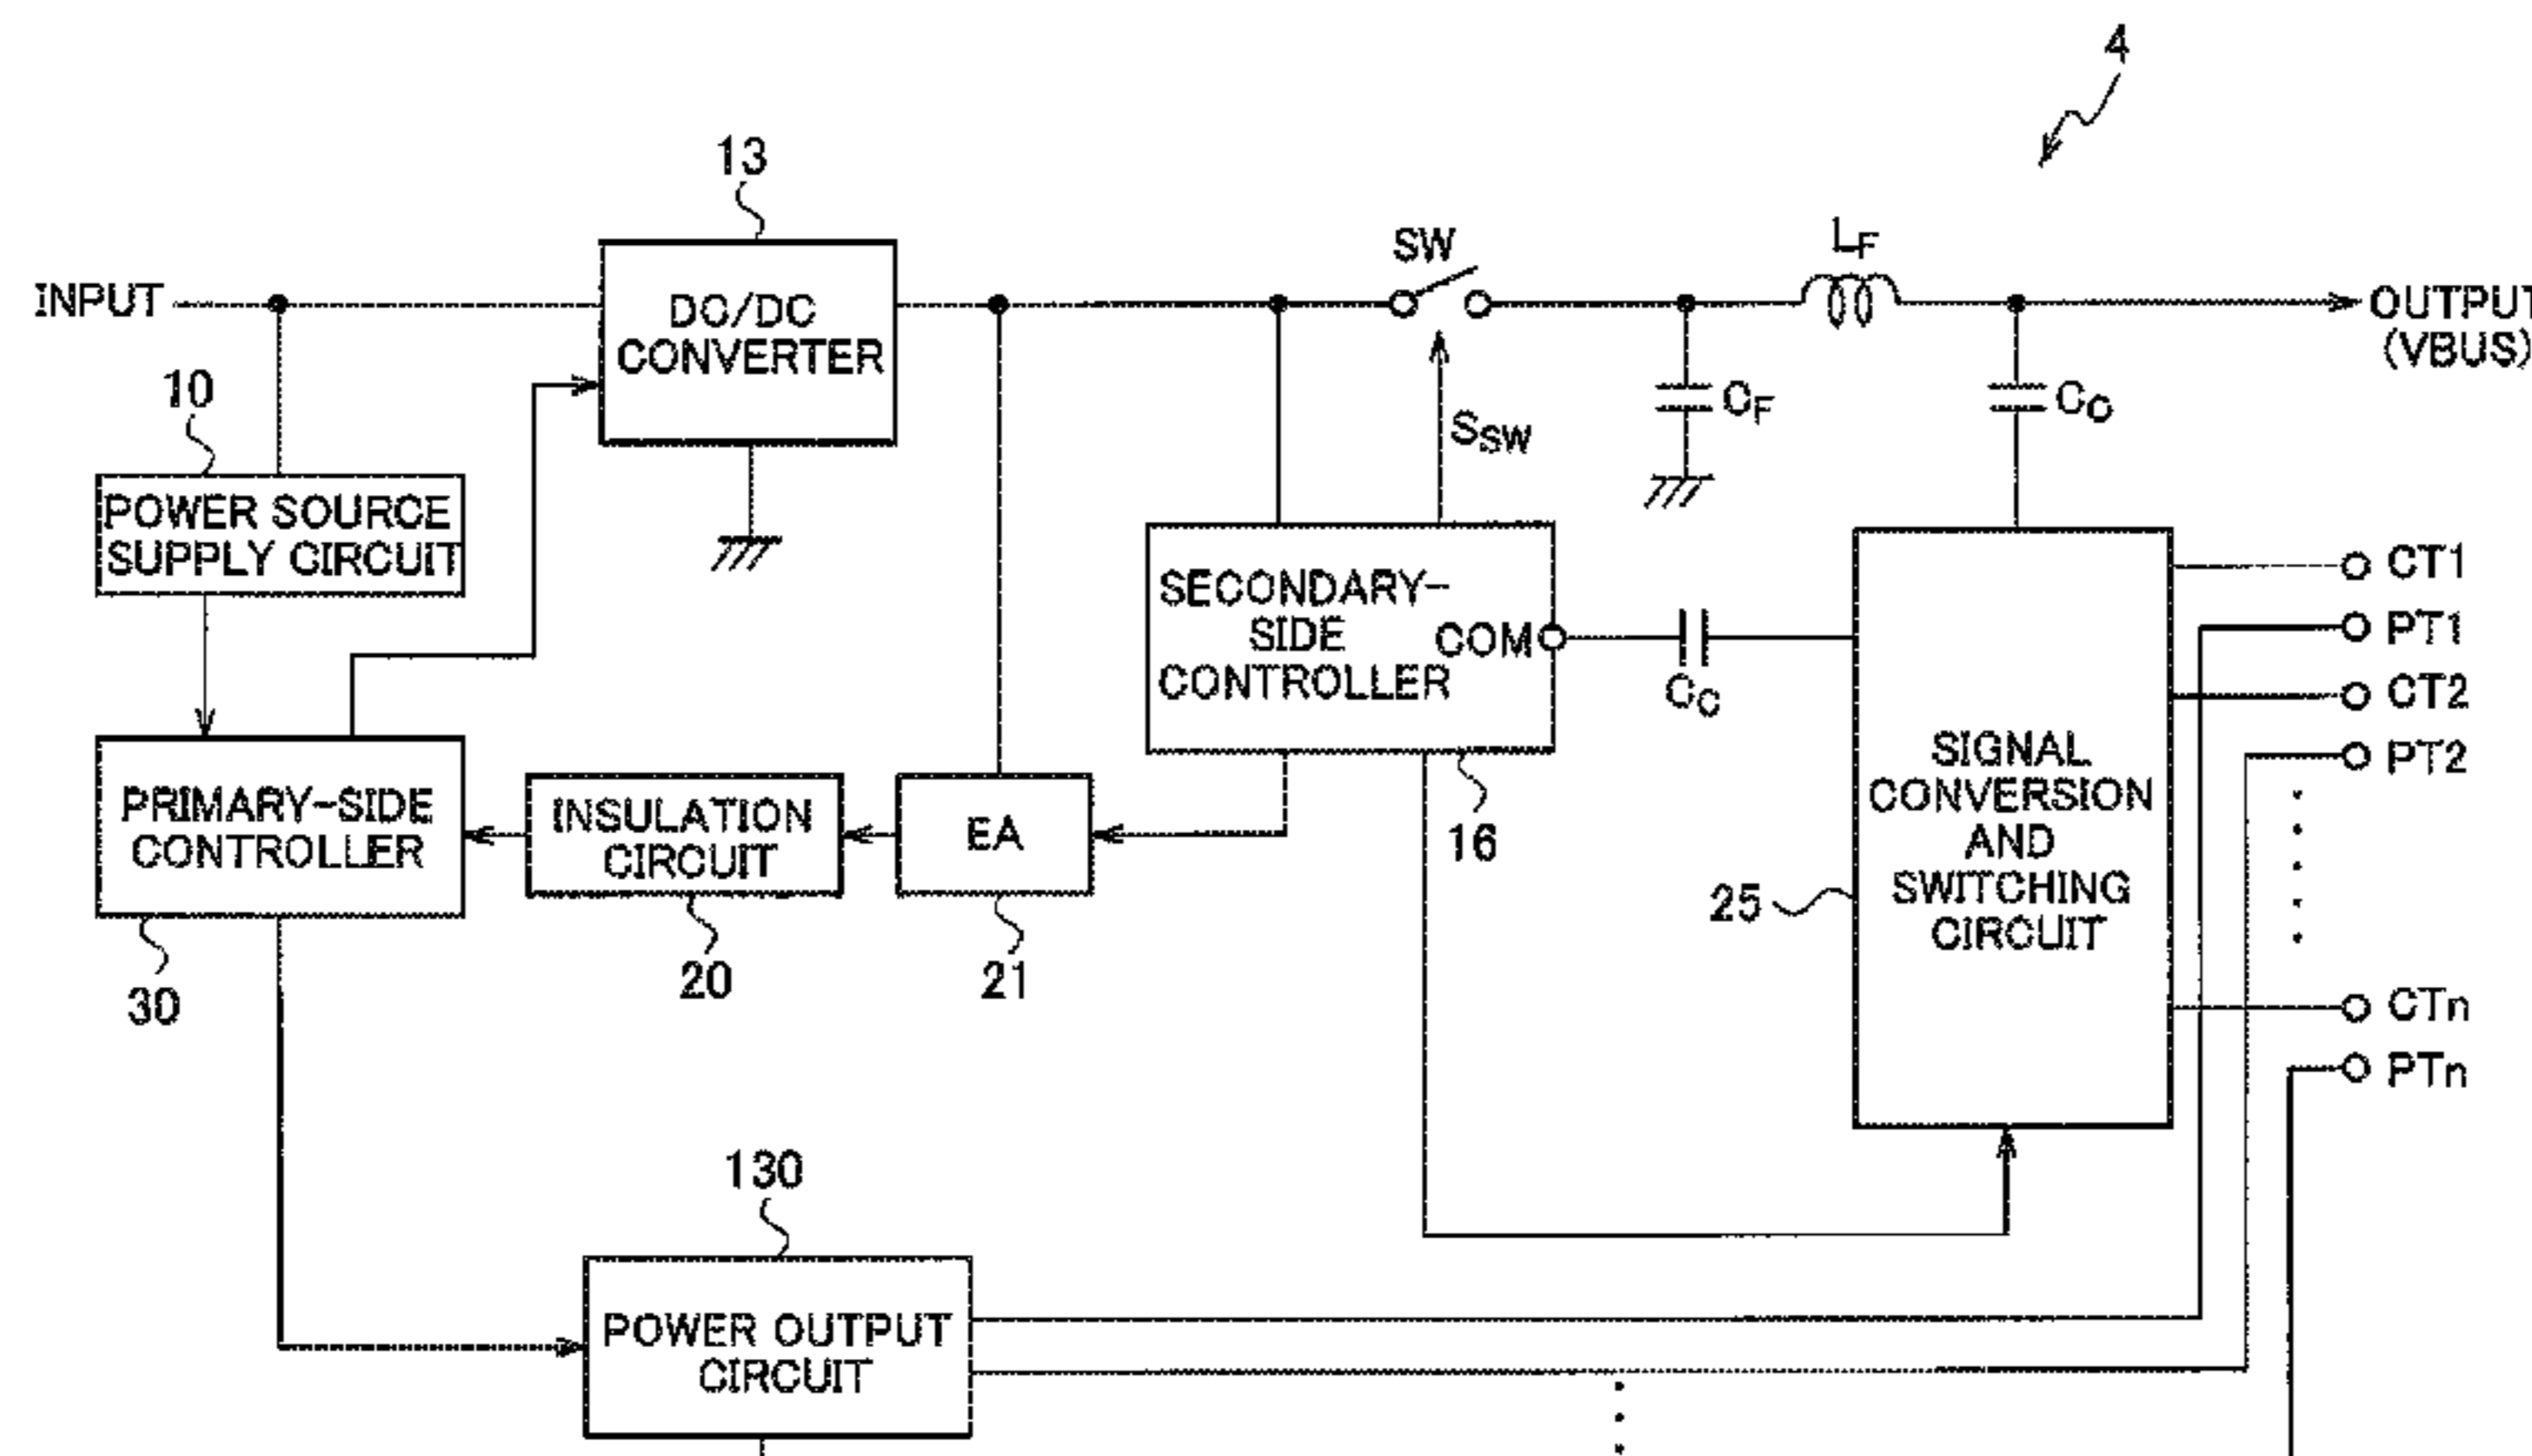 4
13
INPUT
DC/DC
CONVERTER
SW
LF
OUTPUT
(VBUS)
10
SSW
CF
CC
POWER SOURCE
SUPPLY CIRCUIT
SECONDARY-
SIDE
CONTROLLER
COM
CC
CT1
PT1
CT2
PT2
SIGNAL
CONVERSION
AND
SWITCHING
CIRCUIT
PRIMARY-SIDE
CONTROLLER
INSULATION
CIRCUIT
EA
16
25
30
20
21
CTn
PTn
130
POWER OUTPUT
CIRCUIT